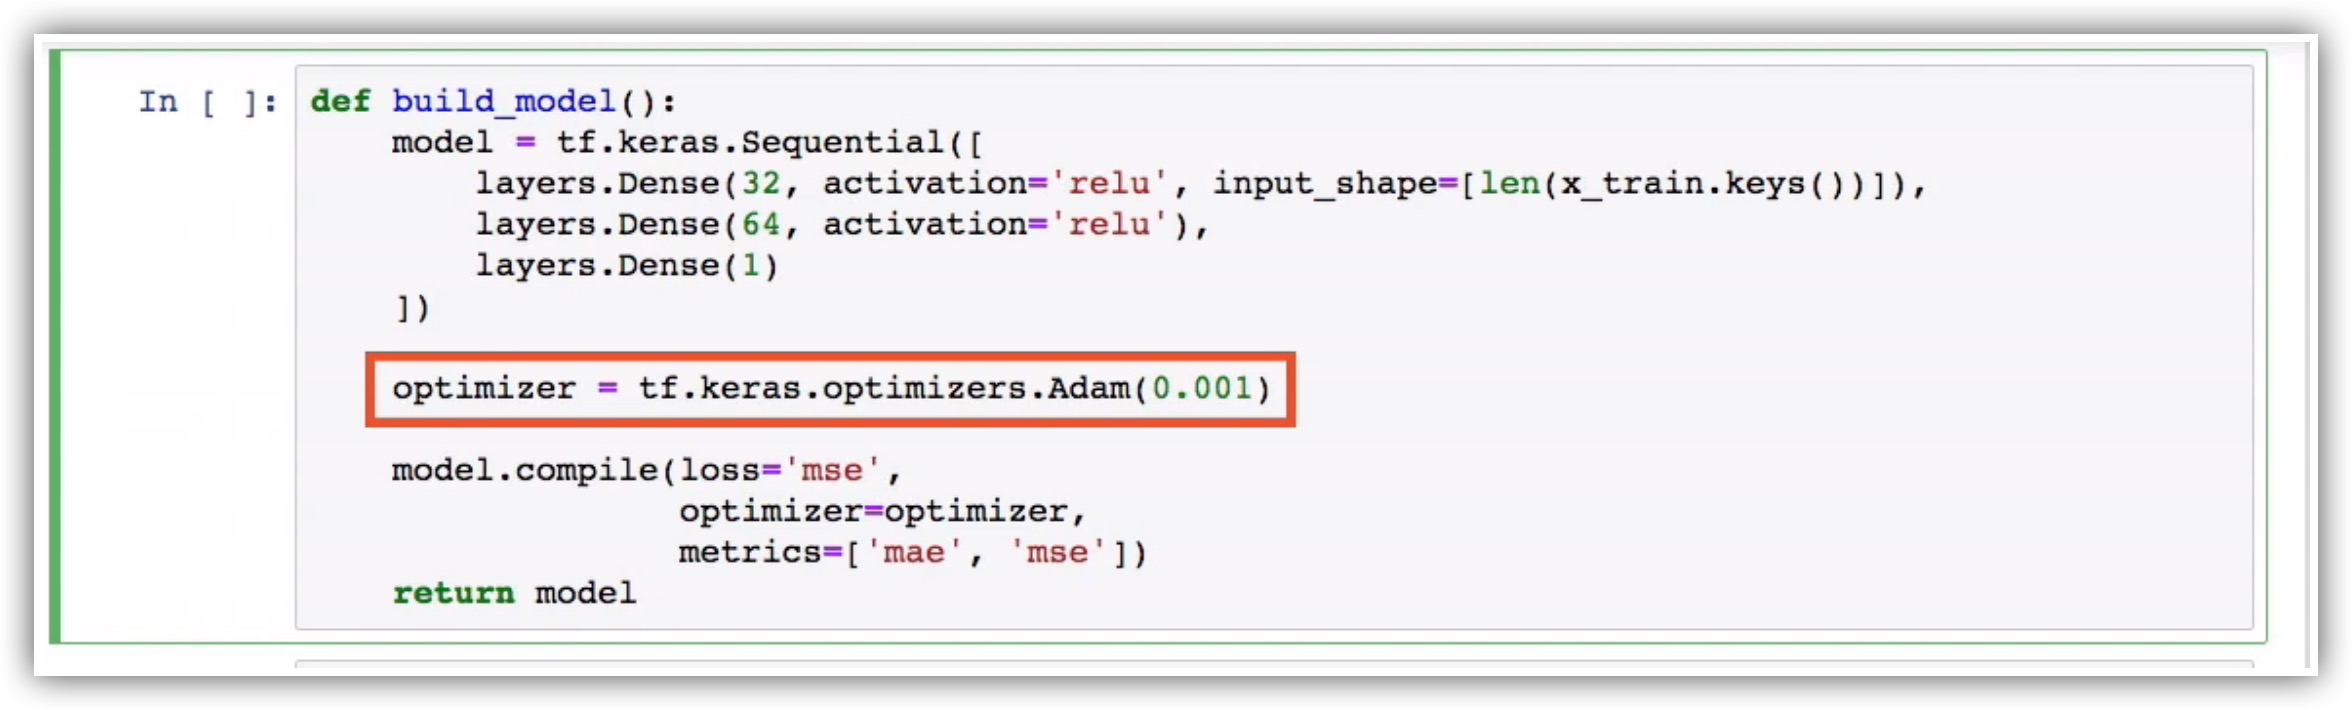 In [ ]: def build_model():
    model = tf.keras.Sequential([
        layers.Dense(32, activation='relu', input_shape=[len(x_train.keys())]),
        layers.Dense(64, activation='relu'),
        layers.Dense(1)
    ])
    optimizer = tf.keras.optimizers.Adam(0.001)
    model.compile(loss='mse',
                  optimizer=optimizer,
                  metrics=['mae', 'mse'])
    return model